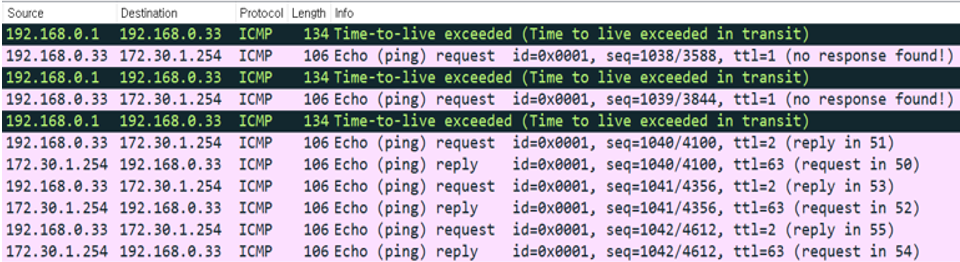 Source Destination Protocol Length Info
192.168.0.1 192.168.0.33 ICMP 134 Time-to-live exceeded (Time to live exceeded in transit)
192.168.0.33 172.30.1.254 ICMP 106 Echo (ping) request id=0x0001, seq=1038/3588, ttl=1 (no response found!)
192.168.0.1 192.168.0.33 ICMP 134 Time-to-live exceeded (Time to live exceeded in transit)
192.168.0.33 172.30.1.254 ICMP 106 Echo (ping) request id=0x0001, seq=1039/3844, ttl=1 (no response found!)
192.168.0.1 192.168.0.33 ICMP 134 Time-to-live exceeded (Time to live exceeded in transit)
192.168.0.33 172.30.1.254 ICMP 106 Echo (ping) request id=0x0001, seq=1040/4100, ttl=2 (reply in 51)
172.30.1.254 192.168.0.33 ICMP 106 Echo (ping) reply id=0x0001, seq=1040/4100, ttl=63 (request in 50)
192.168.0.33 172.30.1.254 ICMP 106 Echo (ping) request id=0x0001, seq=1041/4356, ttl=2 (reply in 53)
172.30.1.254 192.168.0.33 ICMP 106 Echo (ping) reply id=0x0001, seq=1041/4356, ttl=63 (request in 52)
192.168.0.33 172.30.1.254 ICMP 106 Echo (ping) request id=0x0001, seq=1042/4612, ttl=2 (reply in 55)
172.30.1.254 192.168.0.33 ICMP 106 Echo (ping) reply id=0x0001, seq=1042/4612, ttl=63 (request in 54)